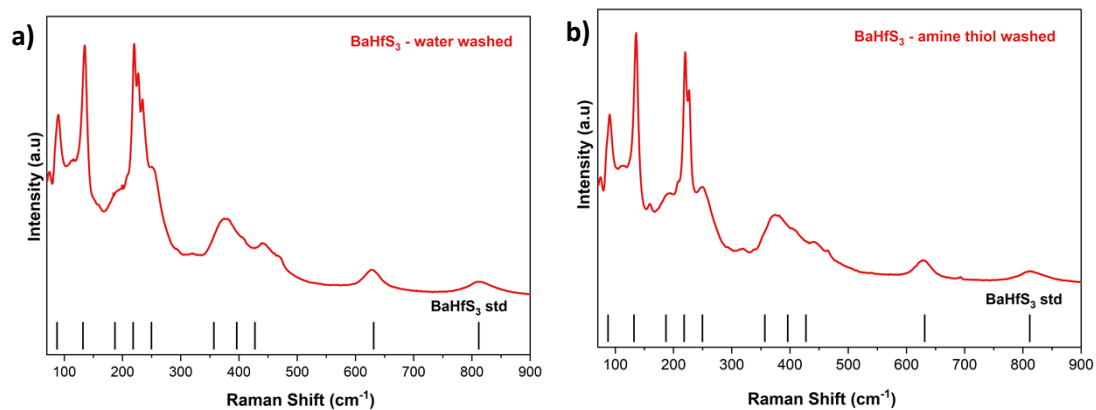 a)
BaHfS₃ - water washed
Intensity (a.u)
BaHfS₃ std
100 200 300 400 500 600 700 800 900
Raman Shift (cm⁻¹)
b)
BaHfS₃ - amine thiol washed
Intensity (a.u)
BaHfS₃ std
100 200 300 400 500 600 700 800 900
Raman Shift (cm⁻¹)